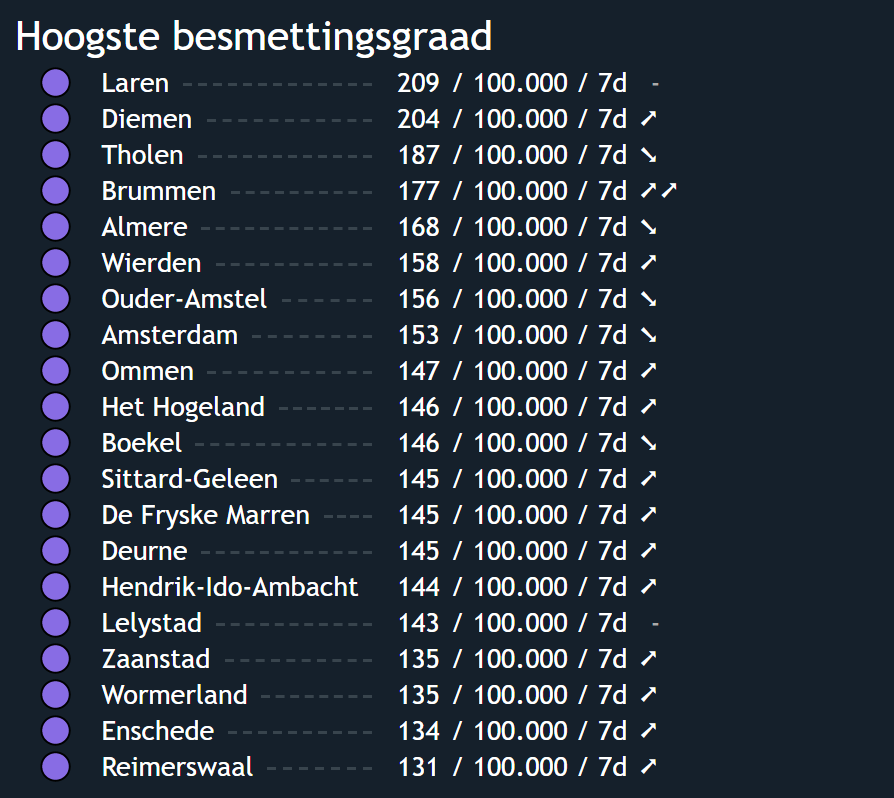 Hoogste besmettingsgraad
Laren 209 / 100.000 / 7d -
Diemen 204 / 100.000 / 7d ➚
Tholen 187 / 100.000 / 7d ➘
Brummen 177 / 100.000 / 7d ➚➚
Almere 168 / 100.000 / 7d ➘
Wierden 158 / 100.000 / 7d ➚
Ouder-Amstel 156 / 100.000 / 7d ➘
Amsterdam 153 / 100.000 / 7d ➘
Ommen 147 / 100.000 / 7d ➚
Het Hogeland 146 / 100.000 / 7d ➚
Boekel 146 / 100.000 / 7d ➘
Sittard-Geleen 145 / 100.000 / 7d ➚
De Fryske Marren 145 / 100.000 / 7d ➚
Deurne 145 / 100.000 / 7d ➚
Hendrik-Ido-Ambacht 144 / 100.000 / 7d ➚
Lelystad 143 / 100.000 / 7d -
Zaanstad 135 / 100.000 / 7d ➚
Wormerland 135 / 100.000 / 7d ➚
Enschede 134 / 100.000 / 7d ➚
Reimerswaal 131 / 100.000 / 7d ➚